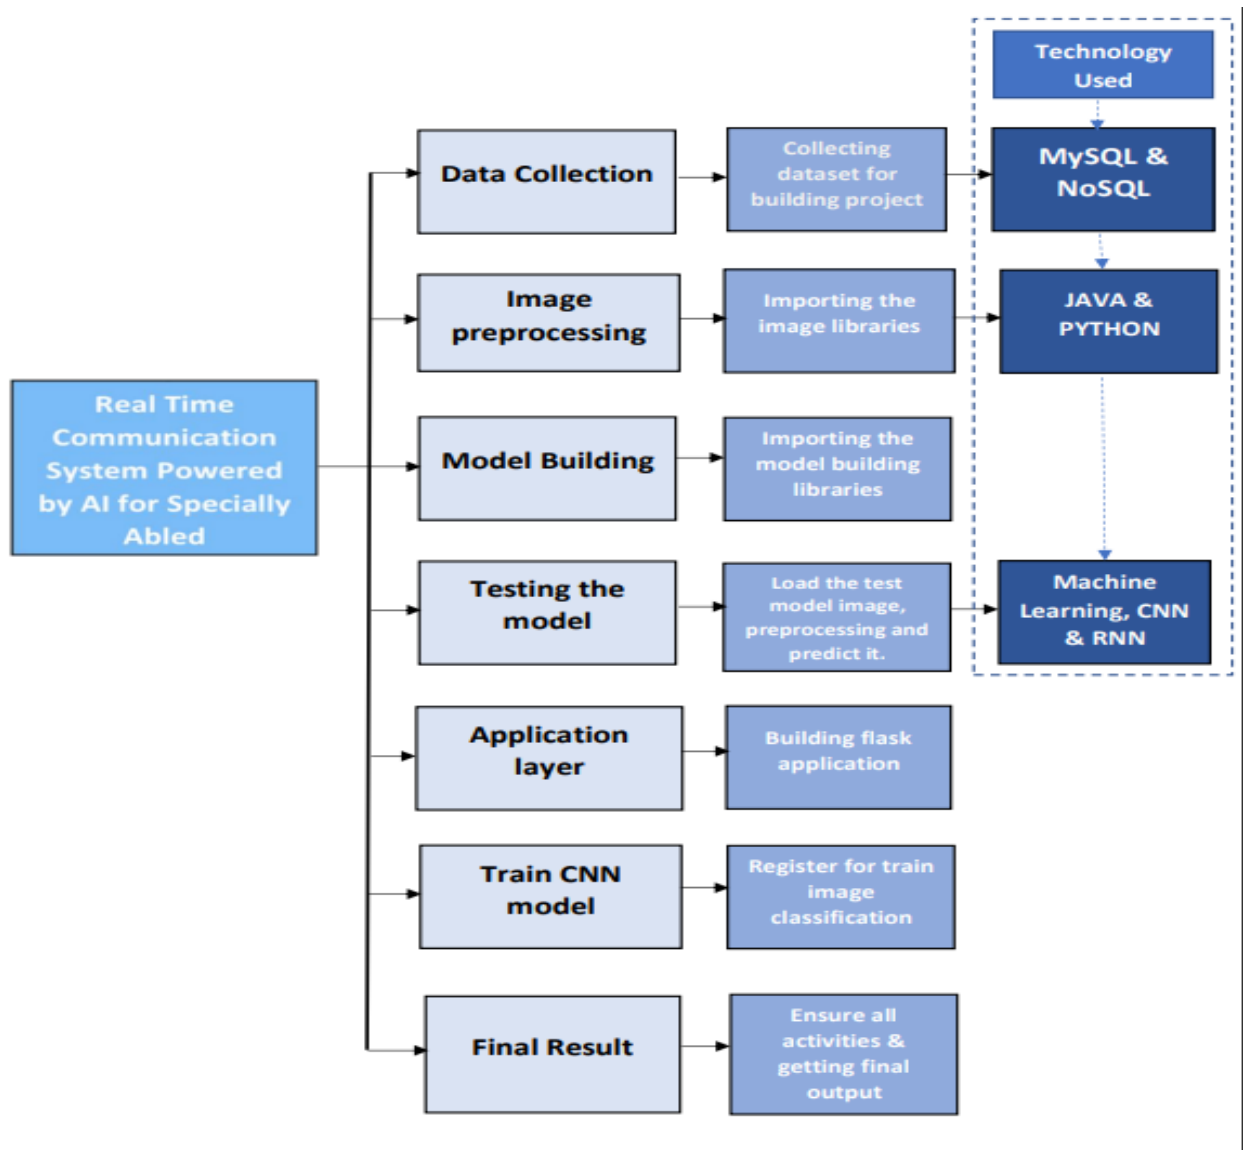 Technology
Used
Data Collection
Collecting
dataset for
building project
MySQL &
NoSQL
Image
preprocessing
Importing the
image libraries
JAVA &
PYTHON
Real Time
Communication
System Powered
by AI for Specially
Abled
Model Building
Importing the
model building
libraries
Testing the
model
Load the test
model image,
preprocessing and
predict it.
Machine
Learning, CNN
& RNN
Application
layer
Building flask
application
Train CNN
model
Register for train
image
classification
Final Result
Ensure all
activities &
getting final
output